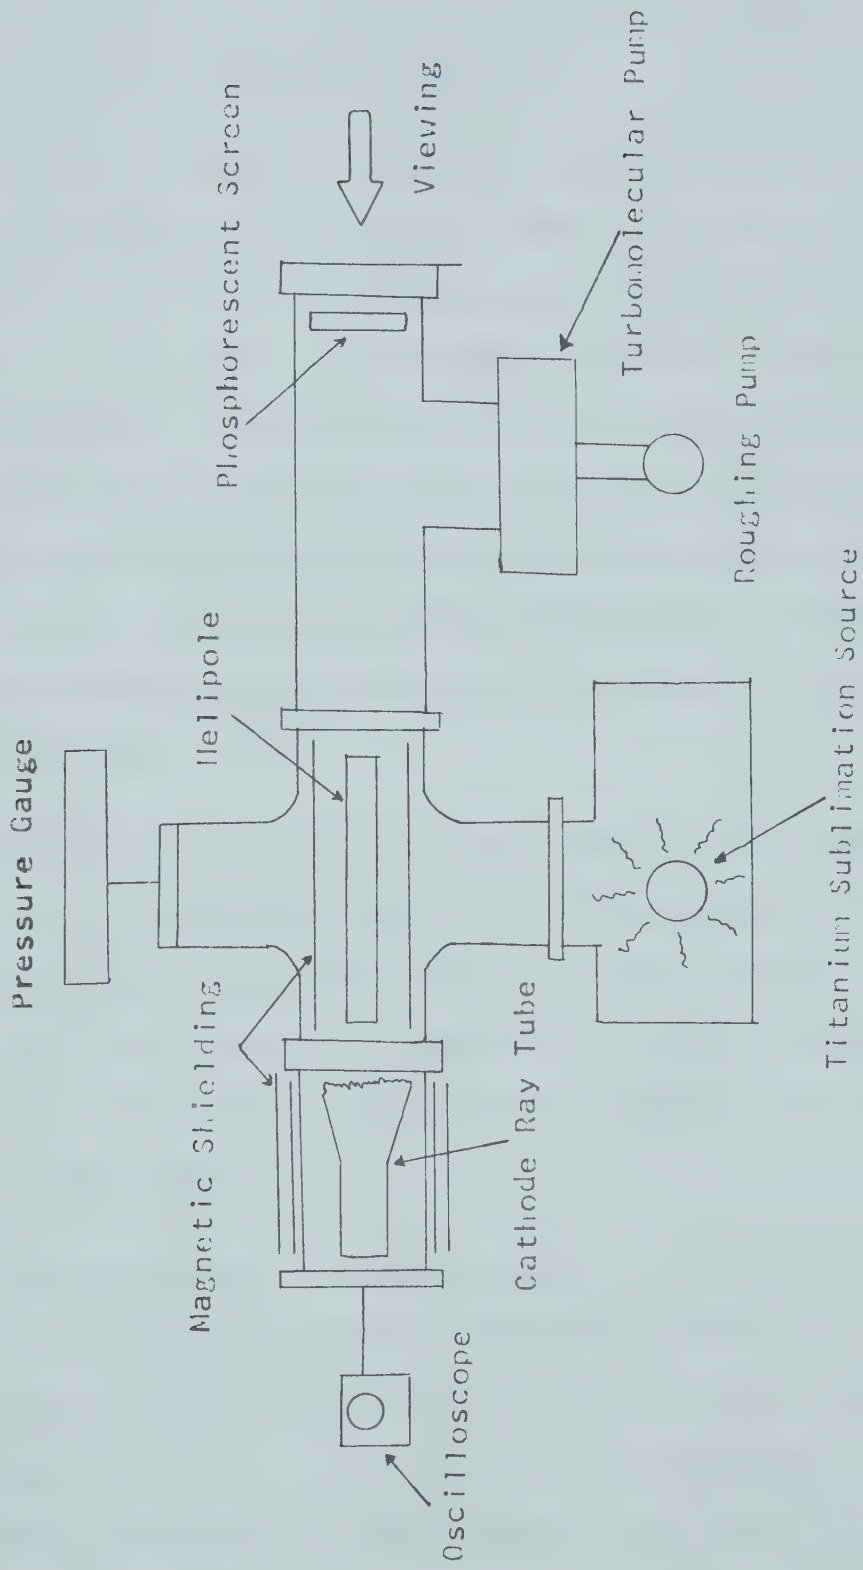 Pressure Gauge
Magnetic Shielding
Helipole
Phosphorescent Screen
Viewing
Oscilloscope
Cathode Ray Tube
Turbomolecular Pump
Roughing Pump
Titanium Sublimation Source